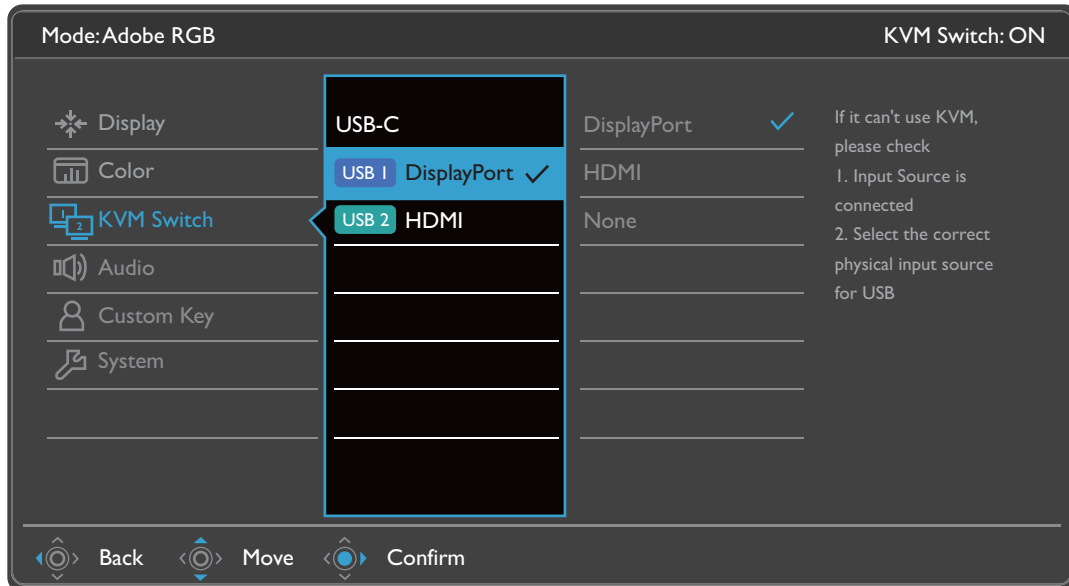 Mode: Adobe RGB
KVM Switch: ON
Display
Color
1 2 KVM Switch
Audio
Custom Key
System
USB-C
USB 1 DisplayPort
USB 2 HDMI
DisplayPort
HDMI
None
If it can't use KVM,
please check
1. Input Source is
connected
2. Select the correct
physical input source
for USB
Back Move Confirm